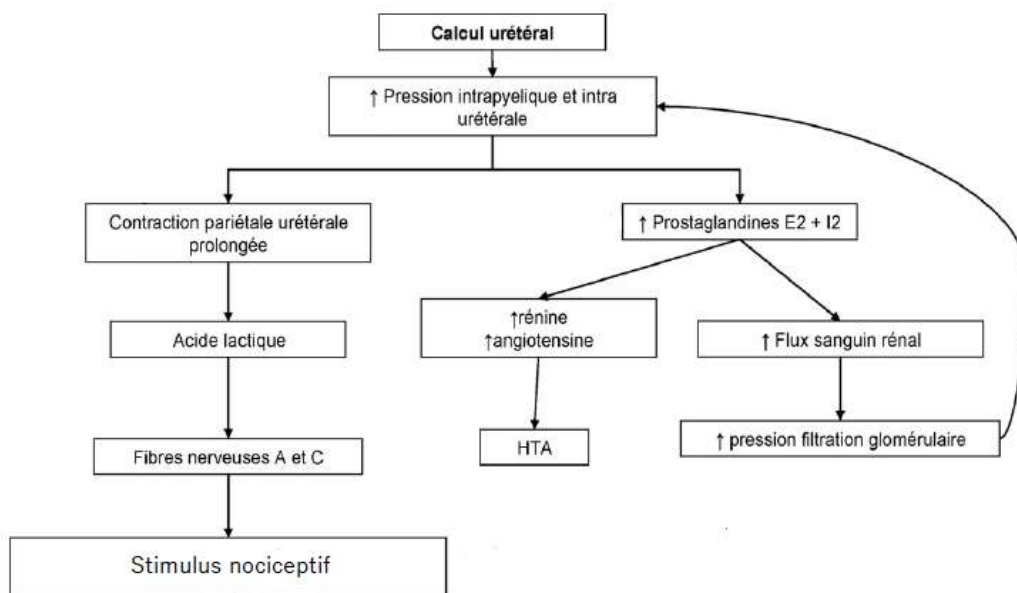 Calcul urétéral
↑ Pression intrapyelique et intra
urétérale
Contraction pariétale urétérale
prolongée
↑ Prostaglandines E2 + I2
Acide lactique
↑rénine
↑angiotensine
↑ Flux sanguin rénal
Fibres nerveuses A et C
HTA
↑ pression filtration glomérulaire
Stimulus nociceptif